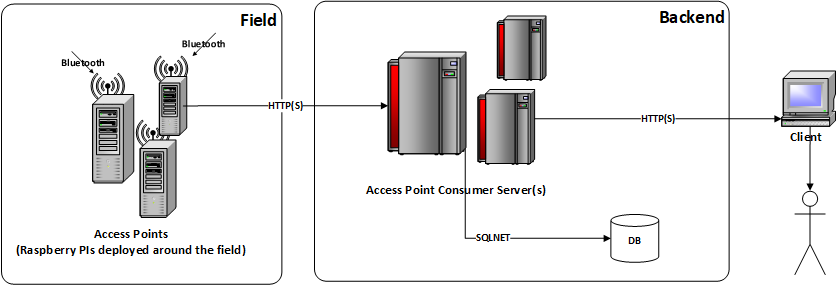 Field
Backend
Bluetooth
Bluetooth
HTTP(S)
HTTP(S)
Client
Access Point Consumer Server(s)
Access Points
(Raspberry PIs deployed around the field)
SQLNET
DB